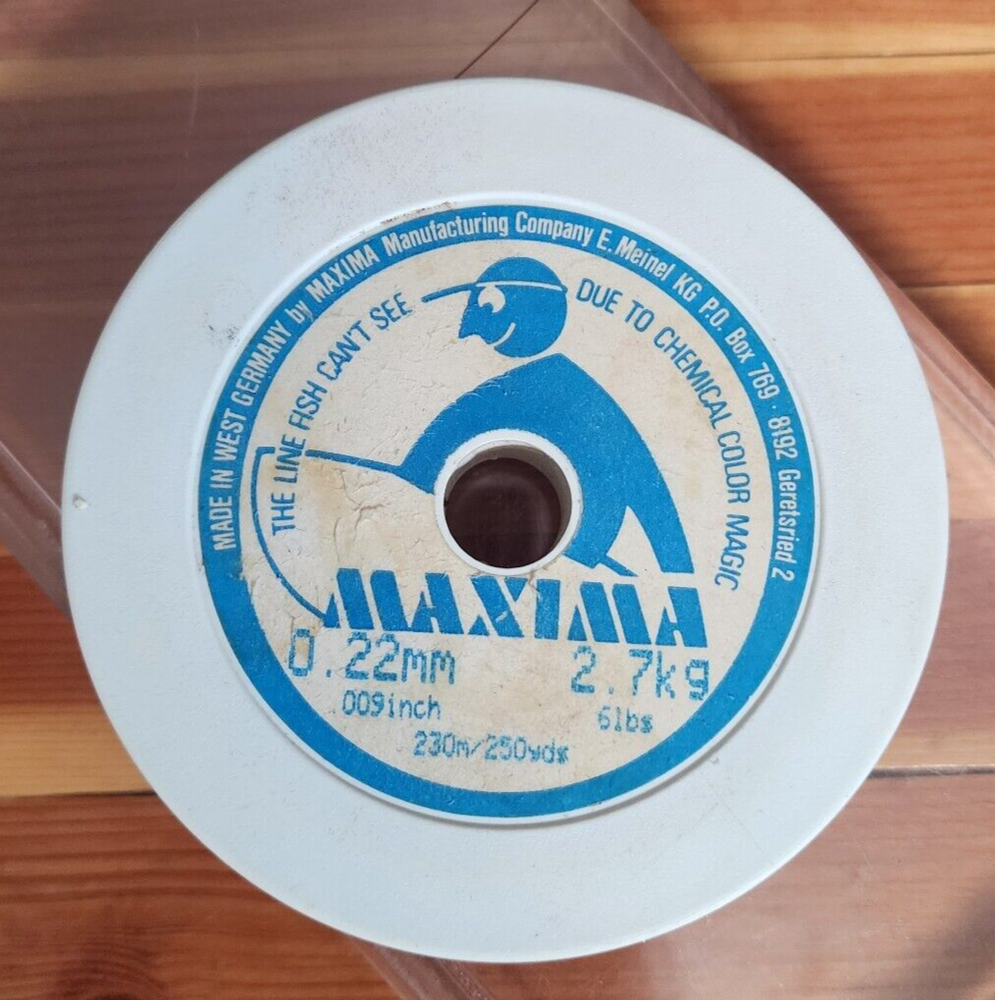 MADE IN WEST GERMANY by MAXIMA Manufacturing Company E. Meinel KG P.O. Box 769 · 8192 Geretsried 2
THE LINE FISH CAN'T SEE
DUE TO CHEMICAL COLOR MAGIC
MAXIMA
0.22mm 2.7kg
009inch 6lbs
230m/250yds